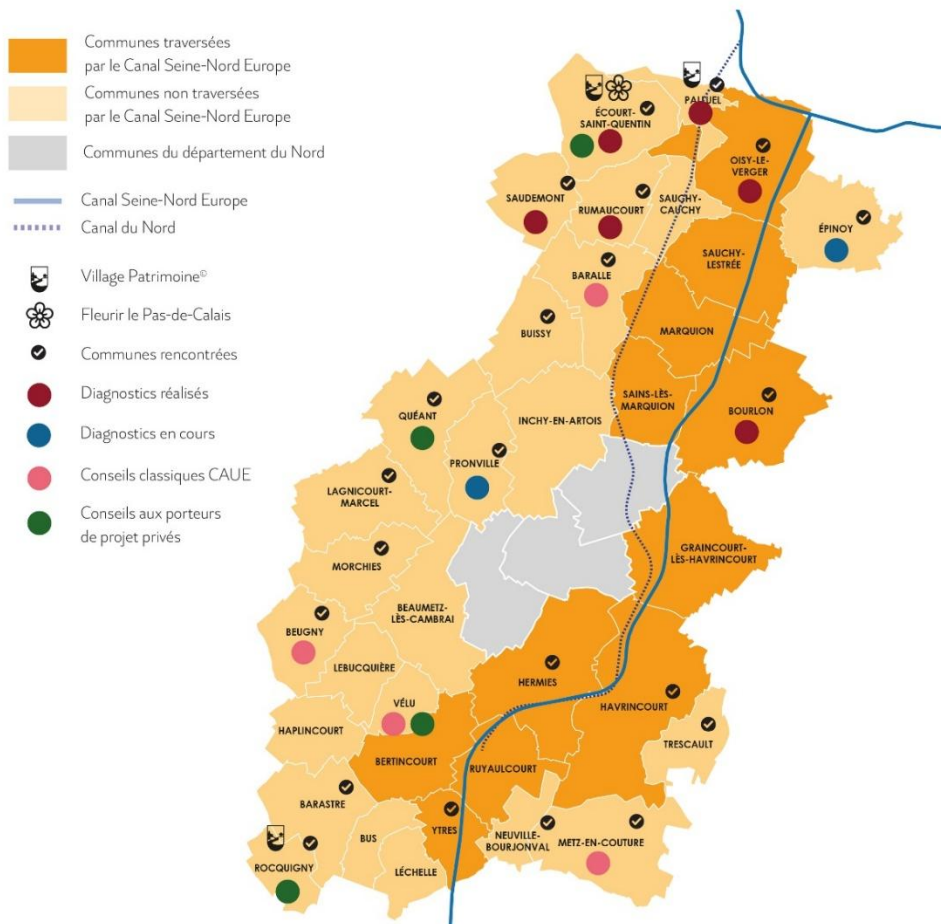 Communes traversées
par le Canal Seine-Nord Europe
Communes non traversées
par le Canal Seine-Nord Europe
Communes du département du Nord
Canal Seine-Nord Europe
Canal du Nord
Village Patrimoine©
Fleurir le Pas-de-Calais
Communes rencontrées
Diagnostics réalisés
Diagnostics en cours
Conseils classiques CAUE
Conseils aux porteurs
de projet privés
PALLUEL
ÉCOURT-
SAINT-QUENTIN
OISY-LE-
VERGER
SAUDEMONT
RUMAUCOURT
SAUCHY-
CAUCHY
ÉPINOY
SAUCHY-
LESTRÉE
BARALLE
BUISSY
MARQUION
SAINS-LÈS-
MARQUION
BOURLON
QUÉANT
INCHY-EN-ARTOIS
PRONVILLE
LAGNICOURT-
MARCEL
GRAINCOURT-
LÈS-HAVRINCOURT
MORCHIES
BEAUMETZ-
LÈS-CAMBRAI
BEUGNY
LEBUCQUIÈRE
HERMIES
VÉLU
HAVRINCOURT
HAPLINCOURT
TRESCAULT
BERTINCOURT
RUYAULCOURT
BARASTRE
YTRES
NEUVILLE-
BOURJONVAL
METZ-EN-COUTURE
BUS
ROCQUIGNY
LÉCHELLE